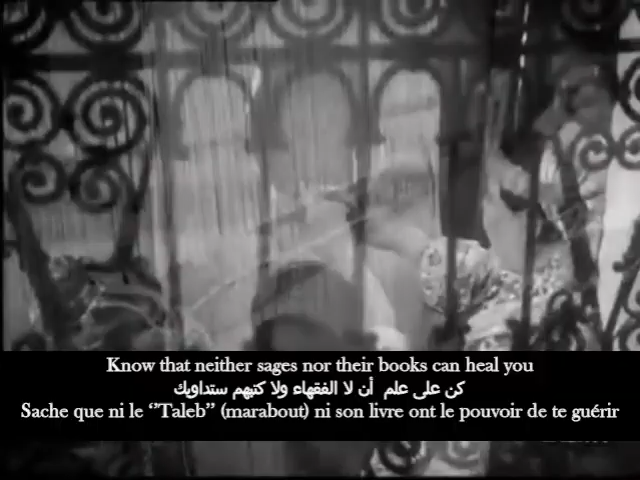 Know that neither sages nor their books can heal you
كن على علم أن لا الفقهاء ولا كتبهم ستداويك
Sache que ni le ‘’Taleb’’ (marabout) ni son livre ont le pouvoir de te guérir